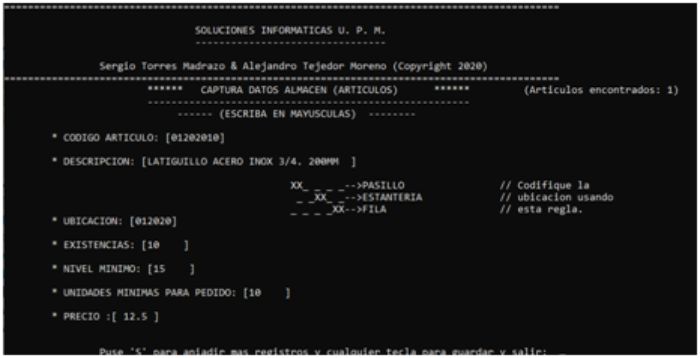 SOLUCIONES INFORMATICAS U. P. M.
Sergio Torres Madrazo & Alejandro Tejedor Moreno (Copyright 2020)
****** CAPTURA DATOS ALMACEN (ARTICULOS) ****** (Articulos encontrados: 1)
------ (ESCRIBA EN MAYUSCULAS) --------
* CODIGO ARTICULO: [01202010]
* DESCRIPCION: [LATIGUILLO ACERO INOX 3/4. 200MM ]
XX_ _ _ _-->PASILLO // Codifique la
_ _XX_ _-->ESTANTERIA // ubicacion usando
_ _ _ _XX-->FILA // esta regla.
* UBICACION: [012020]
* EXISTENCIAS: [10 ]
* NIVEL MINIMO: [15 ]
* UNIDADES MINIMAS PARA PEDIDO: [10 ]
* PRECIO :[ 12.5 ]
Puse 'S' para aniadir mas registros y cualquier tecla para guardar y salir: _